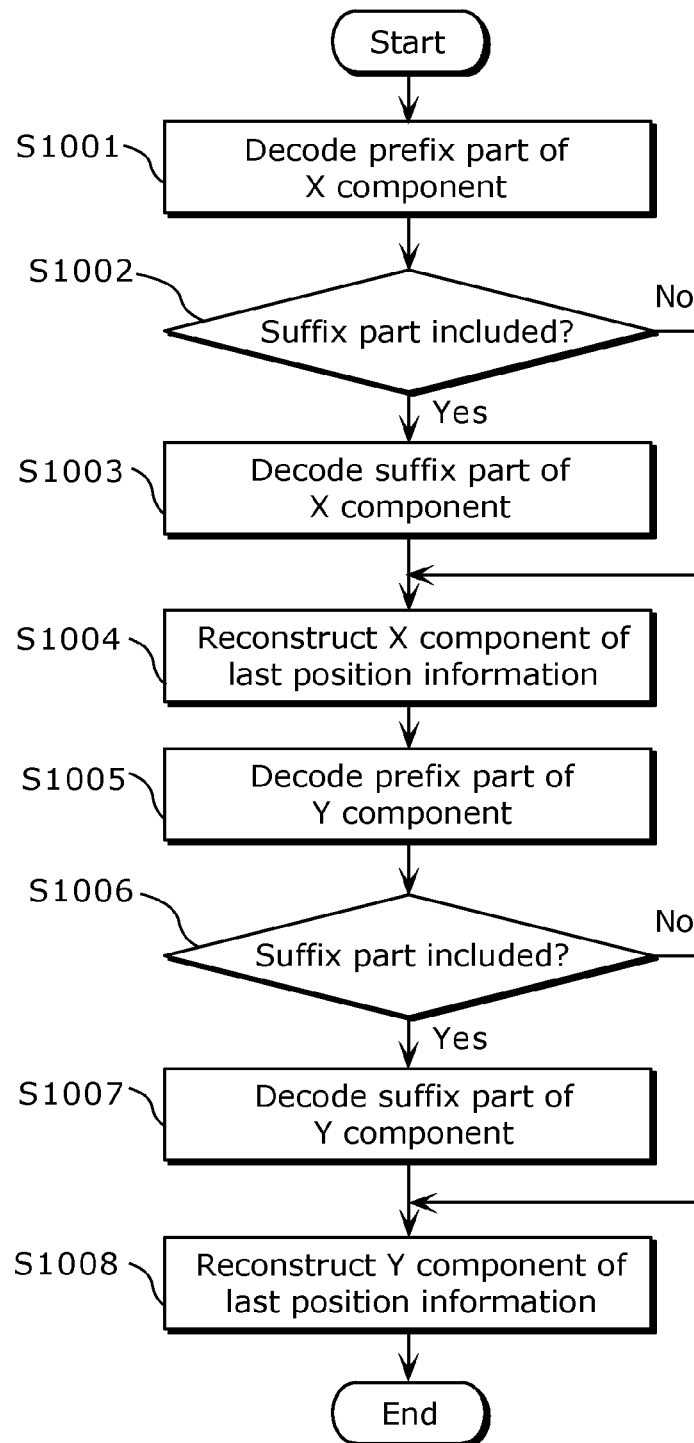 Start
S1001
Decode prefix part of
X component
S1002
No
Suffix part included?
Yes
S1003
Decode suffix part of
X component
S1004
Reconstruct X component of
last position information
S1005
Decode prefix part of
Y component
S1006
No
Suffix part included?
Yes
S1007
Decode suffix part of
Y component
S1008
Reconstruct Y component of
last position information
End